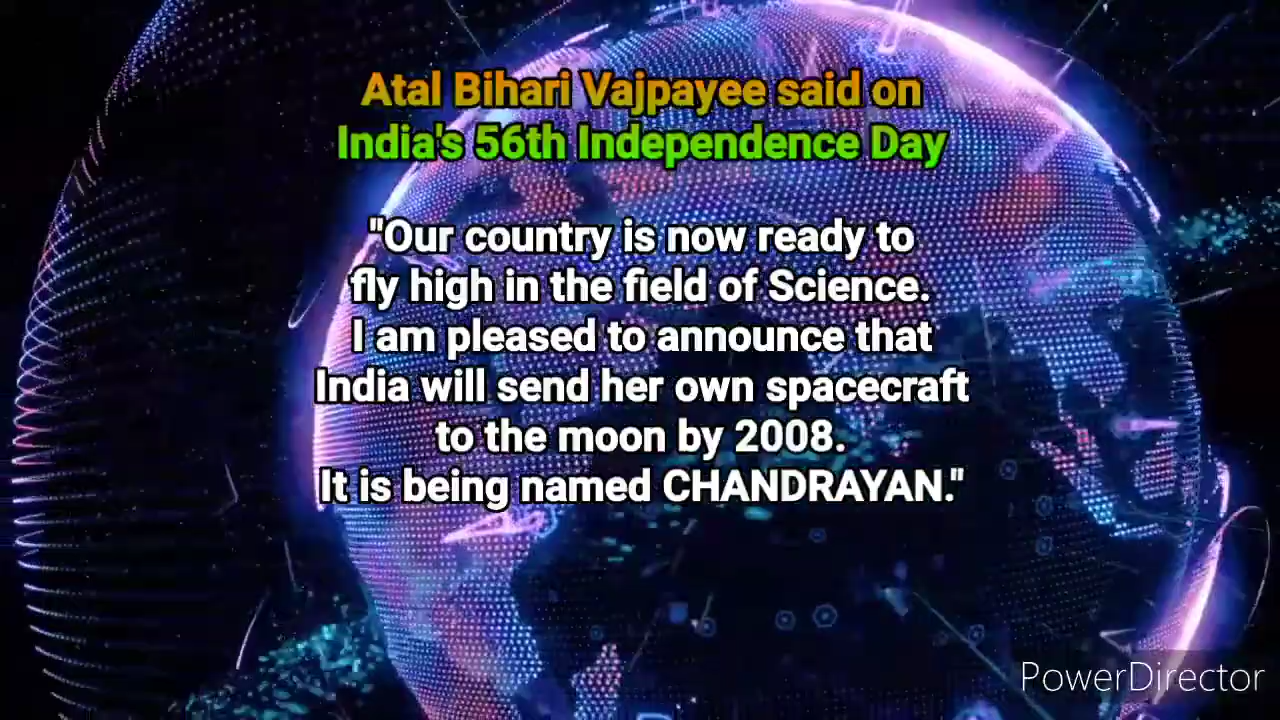 Atal Bihari Vajpayee said on
India's 56th Independence Day
"Our country is now ready to
fly high in the field of Science.
I am pleased to announce that
India will send her own spacecraft
to the moon by 2008.
It is being named CHANDRAYAN."
PowerDirector